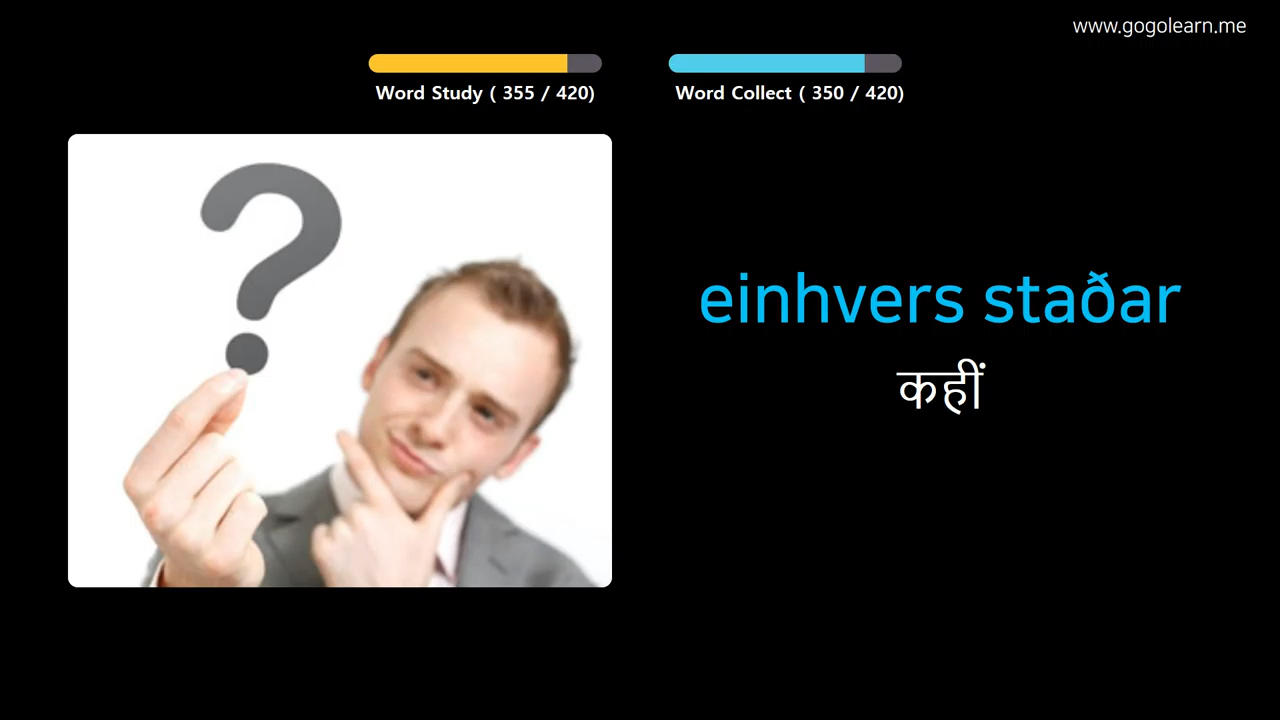 www.gogolearn.me
Word Study ( 355 / 420)
Word Collect ( 350 / 420)
einhvers staðar
कहीं